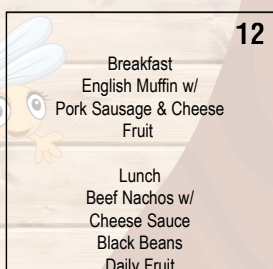 12
Breakfast
English Muffin w/
Pork Sausage & Cheese
Fruit
Lunch
Beef Nachos w/
Cheese Sauce
Black Beans
Daily Fruit